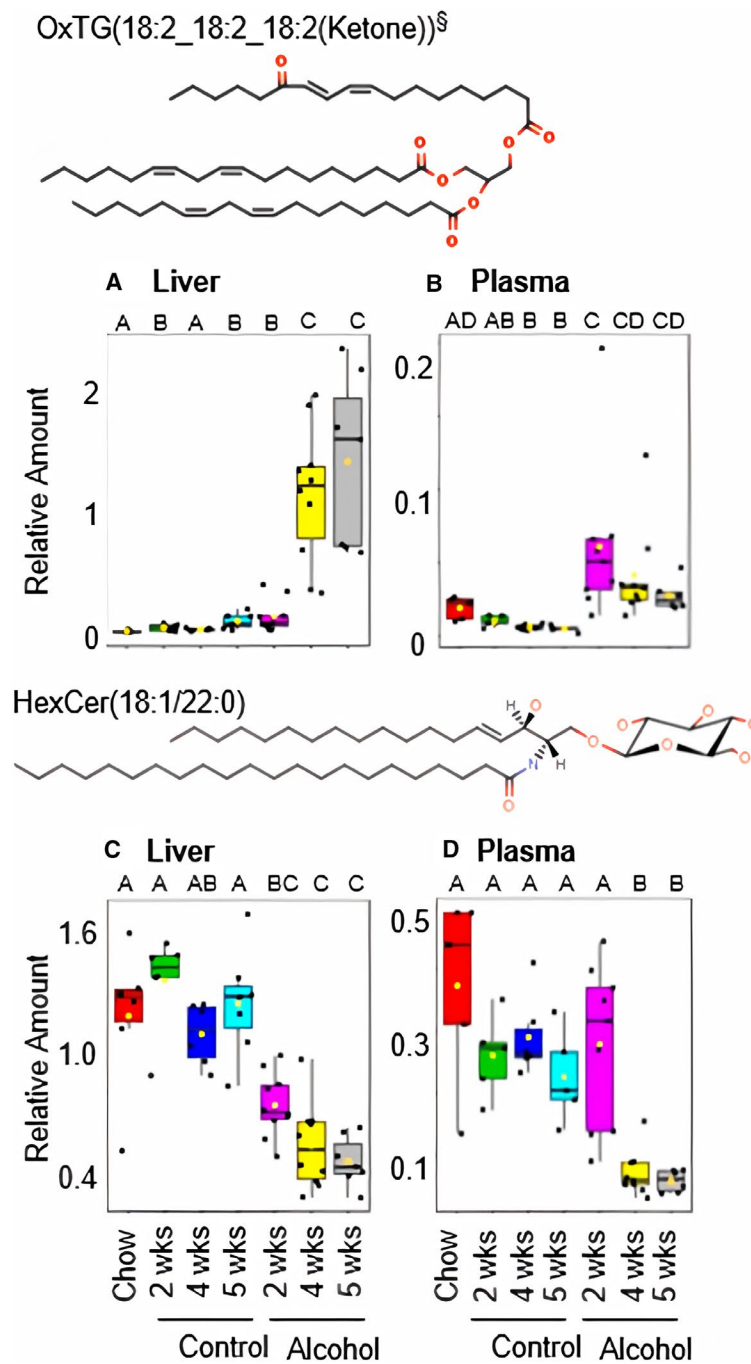 OxTG(18:2_18:2_18:2(Ketone))§
O
O
O
O
O
O
O
A Liver
B Plasma
A B A B B C C
AD AB B B C CD CD
Relative Amount
2
1
0
0.2
0.1
0
HexCer(18:1/22:0)
H O
O
O
O
O
O
N H
O
O
C Liver
D Plasma
A A AB A BC C C
A A A A A B B
Relative Amount
1.6
1.0
0.4
0.5
0.3
0.1
Chow 2 wks 4 wks 5 wks 2 wks 4 wks 5 wks
Chow 2 wks 4 wks 5 wks 2 wks 4 wks 5 wks
Control Alcohol
Control Alcohol